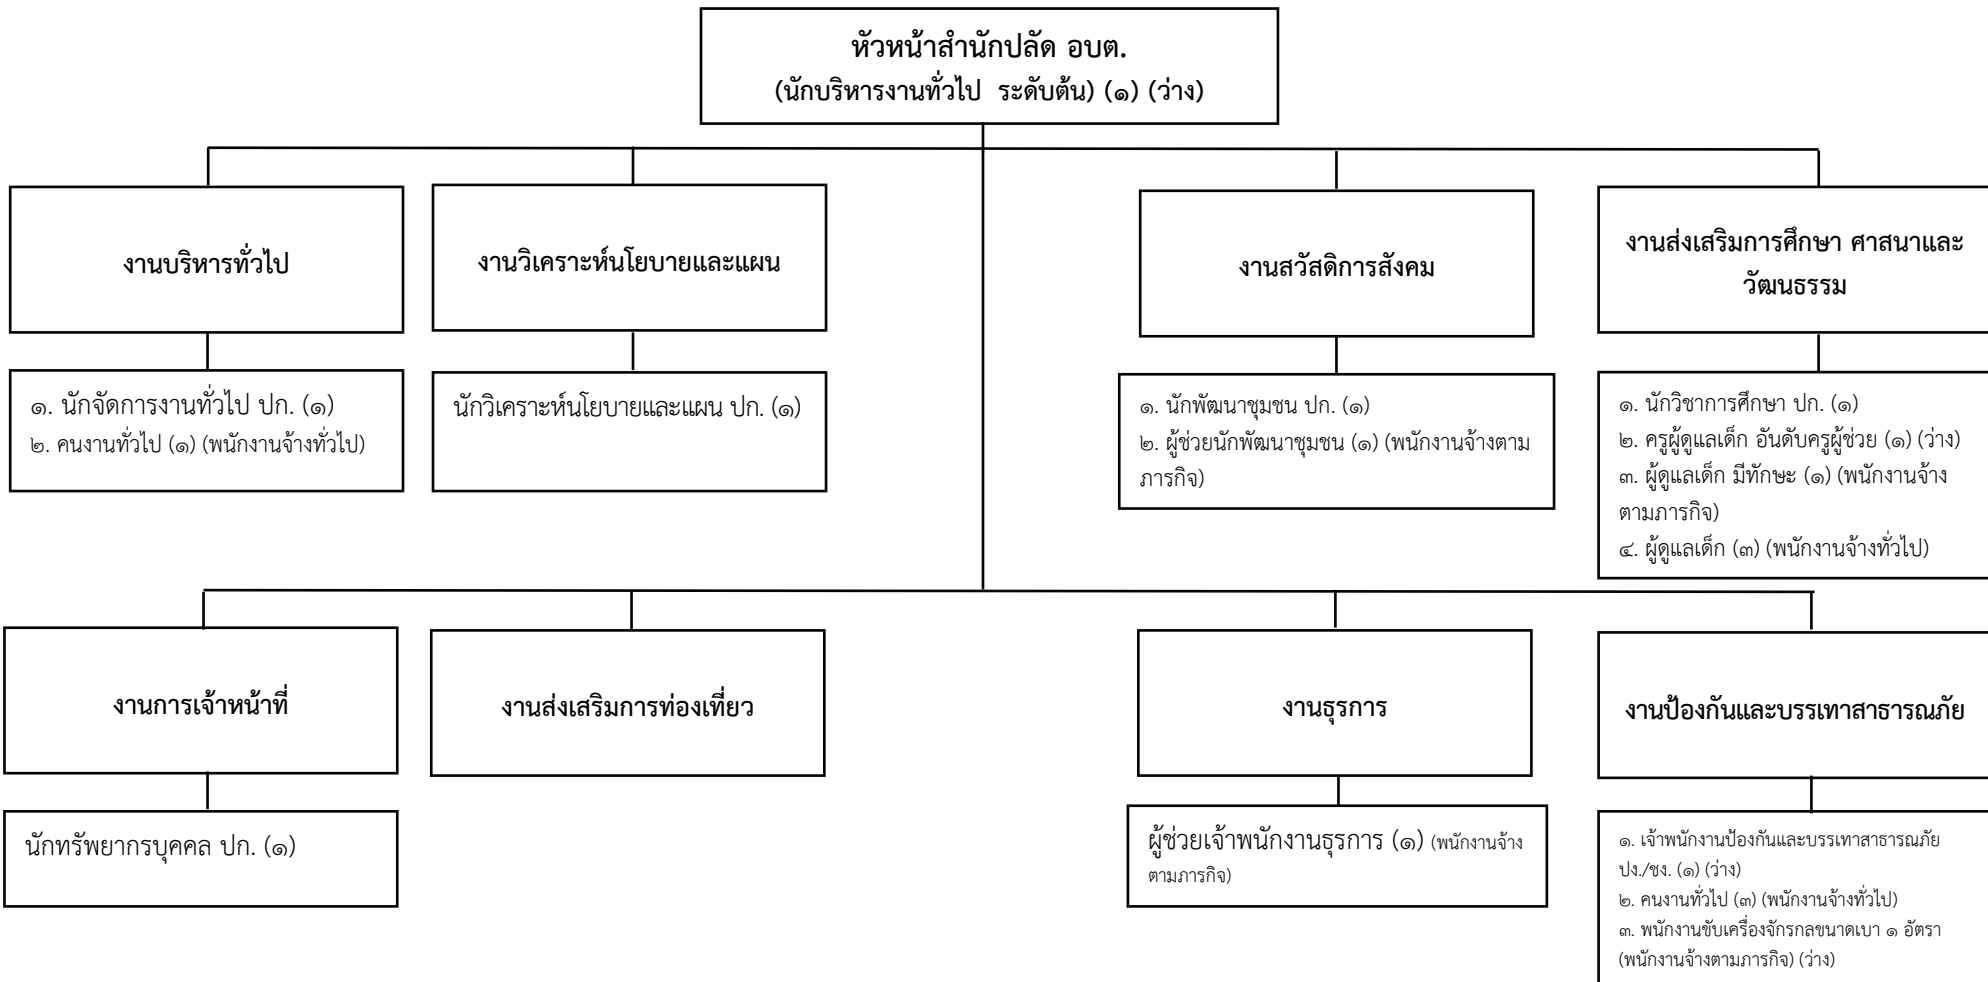 หัวหน้าสำนักปลัด อบต.
(นักบริหารงานทั่วไป ระดับต้น) (๑) (ว่าง)
งานบริหารทั่วไป
งานวิเคราะห์นโยบายและแผน
งานสวัสดิการสังคม
งานส่งเสริมการศึกษา ศาสนาและ
วัฒนธรรม
๑. นักจัดการงานทั่วไป ปก. (๑)
๒. คนงานทั่วไป (๑) (พนักงานจ้างทั่วไป)
นักวิเคราะห์นโยบายและแผน ปก. (๑)
๑. นักพัฒนาชุมชน ปก. (๑)
๒. ผู้ช่วยนักพัฒนาชุมชน (๑) (พนักงานจ้างตาม
ภารกิจ)
๑. นักวิชาการศึกษา ปก. (๑)
๒. ครูผู้ดูแลเด็ก อันดับครูผู้ช่วย (๑) (ว่าง)
๓. ผู้ดูแลเด็ก มีทักษะ (๑) (พนักงานจ้าง
ตามภารกิจ)
๔. ผู้ดูแลเด็ก (๓) (พนักงานจ้างทั่วไป)
งานการเจ้าหน้าที่
งานส่งเสริมการท่องเที่ยว
งานธุรการ
งานป้องกันและบรรเทาสาธารณภัย
นักทรัพยากรบุคคล ปก. (๑)
ผู้ช่วยเจ้าพนักงานธุรการ (๑) (พนักงานจ้าง
ตามภารกิจ)
๑. เจ้าพนักงานป้องกันและบรรเทาสาธารณภัย
ปง./ชง. (๑) (ว่าง)
๒. คนงานทั่วไป (๓) (พนักงานจ้างทั่วไป)
๓. พนักงานขับเครื่องจักรกลขนาดเบา ๑ อัตรา
(พนักงานจ้างตามภารกิจ) (ว่าง)